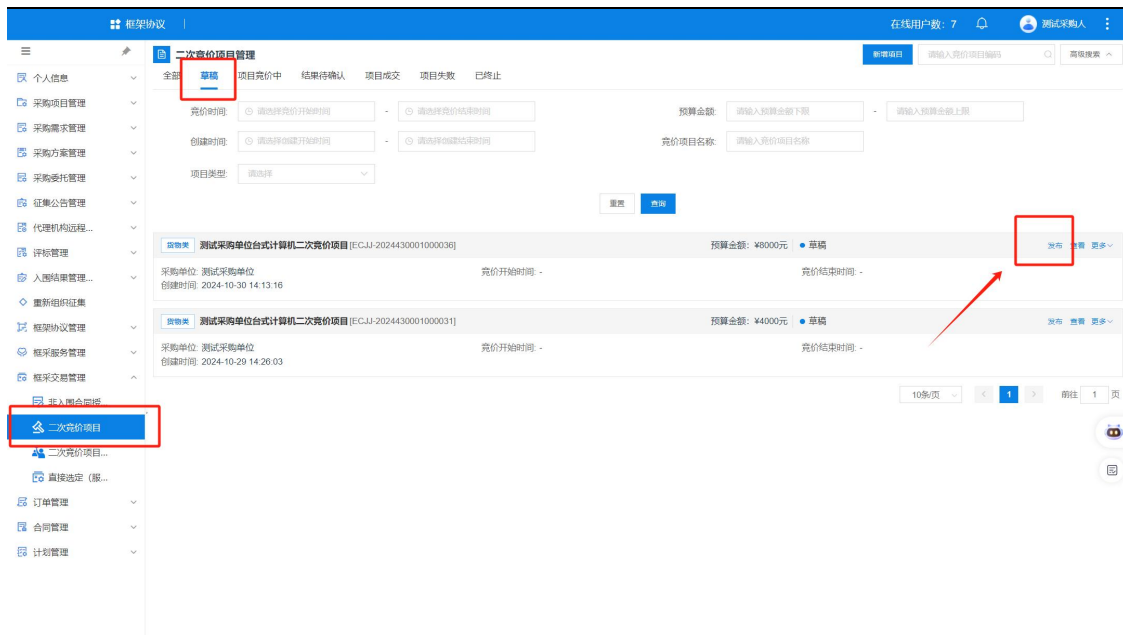 框架协议
在线用户数: 7
测试采购人
个人信息
采购项目管理
采购需求管理
采购方案管理
采购委托管理
征集公告管理
代理机构远程...
评标管理
入围结果管理...
重新组织征集
框架协议管理
框采服务管理
框采交易管理
非入围合同授...
二次竞价项目
二次竞价项目...
直接选定（服...
订单管理
合同管理
计划管理
二次竞价项目管理
新增项目 请输入竞价项目编码 高级搜索
全部 草稿 项目竞价中 结果待确认 项目成交 项目失败 已终止
竞价时间: 请选择竞价开始时间 - 请选择竞价结束时间 预算金额: 请输入预算金额下限 - 请输入预算金额上限
创建时间: 请选择创建开始时间 - 请选择创建结束时间 竞价项目名称: 请输入竞价项目名称
项目类型: 请选择
重置 查询
货物类 测试采购单位台式计算机二次竞价项目 [ECJJ-2024430001000036] 预算金额: ¥8000元 草稿 发布 查看 更多
采购单位: 测试采购单位 竞价开始时间: - 竞价结束时间: -
创建时间: 2024-10-30 14:13:16
货物类 测试采购单位台式计算机二次竞价项目 [ECJJ-2024430001000031] 预算金额: ¥4000元 草稿 发布 查看 更多
采购单位: 测试采购单位 竞价开始时间: - 竞价结束时间: -
创建时间: 2024-10-29 14:26:03
10条/页 1 前往 1 页